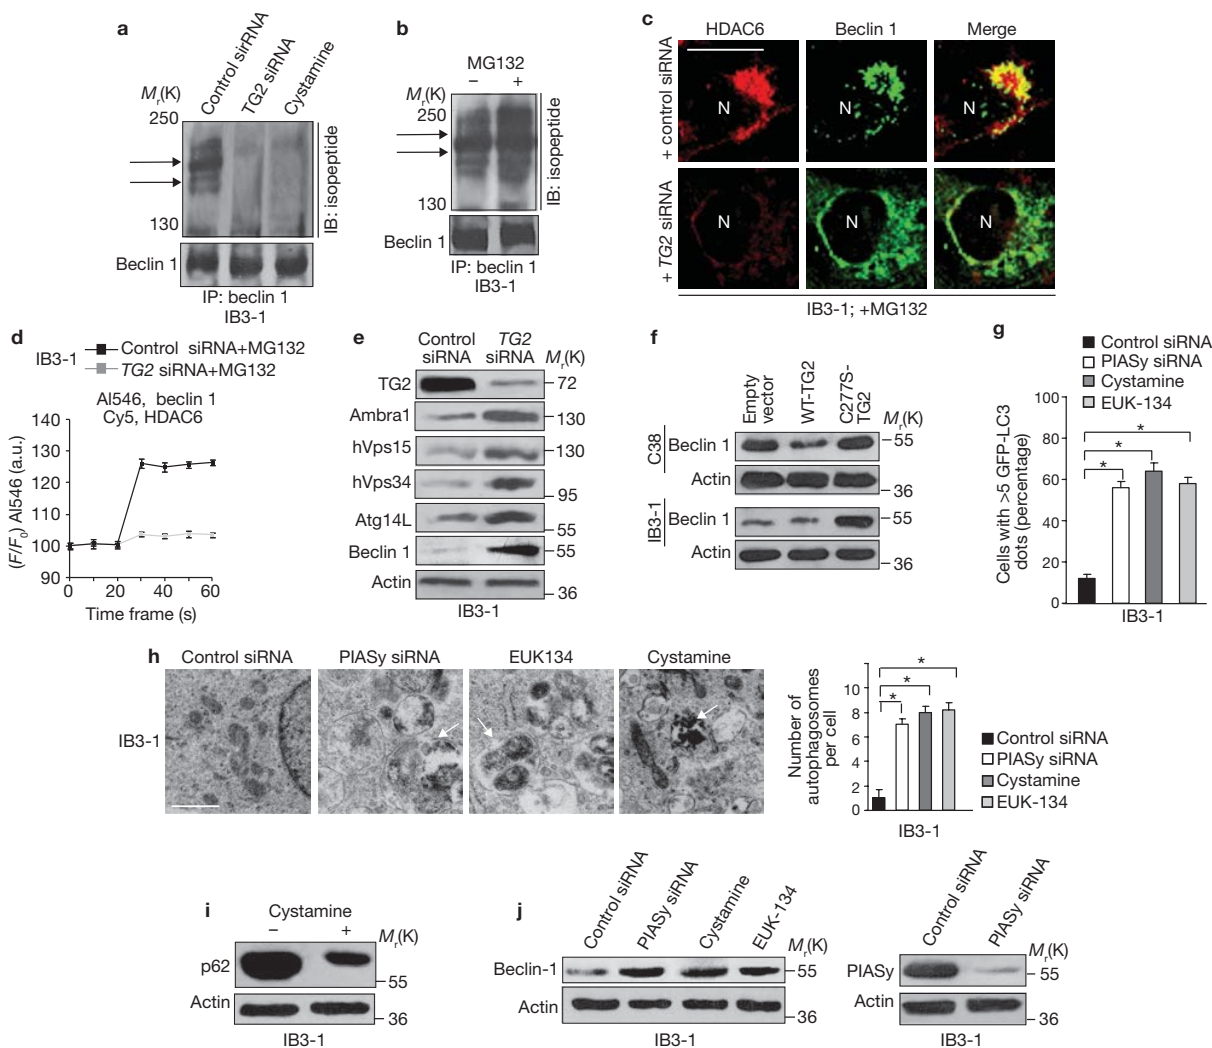 a
Control sirRNA
TG2 siRNA
Cystamine
Mr(K)
250
130
IB: isopeptide
Beclin 1
IP: beclin 1
IB3-1
b
MG132
– +
Mr(K)
250
130
IB: isopeptide
Beclin 1
IP: beclin 1
IB3-1
c
HDAC6 Beclin 1 Merge
+ control siRNA
N N N
+ TG2 siRNA
N N N
IB3-1; +MG132
d
IB3-1
Control siRNA+MG132
TG2 siRNA+MG132
Al546, beclin 1
Cy5, HDAC6
(F/F0) Al546 (a.u.)
140
130
120
110
100
90
0 20 40 60
Time frame (s)
e
Control siRNA
TG2 siRNA
Mr(K)
TG2 72
Ambra1 130
hVps15 130
hVps34 95
Atg14L 55
Beclin 1 55
Actin 36
IB3-1
f
Empty vector
WT-TG2
C277S-TG2
Mr(K)
C38
Beclin 1 55
Actin 36
IB3-1
Beclin 1 55
Actin 36
g
Control siRNA
PIASy siRNA
Cystamine
EUK-134
Cells with >5 GFP-LC3 dots (percentage)
100
80
60
40
20
0
* * *
IB3-1
h
Control siRNA PIASy siRNA EUK134 Cystamine
IB3-1
Number of autophagosomes per cell
10
8
6
4
2
0
* * *
IB3-1
Control siRNA
PIASy siRNA
Cystamine
EUK-134
i
Cystamine
– +
Mr(K)
p62 55
Actin 36
IB3-1
j
Control siRNA
PIASy siRNA
Cystamine
EUK-134
Mr(K)
Beclin-1 55
Actin 36
IB3-1
Control siRNA
PIASy siRNA
Mr(K)
PIASy 55
Actin 36
IB3-1